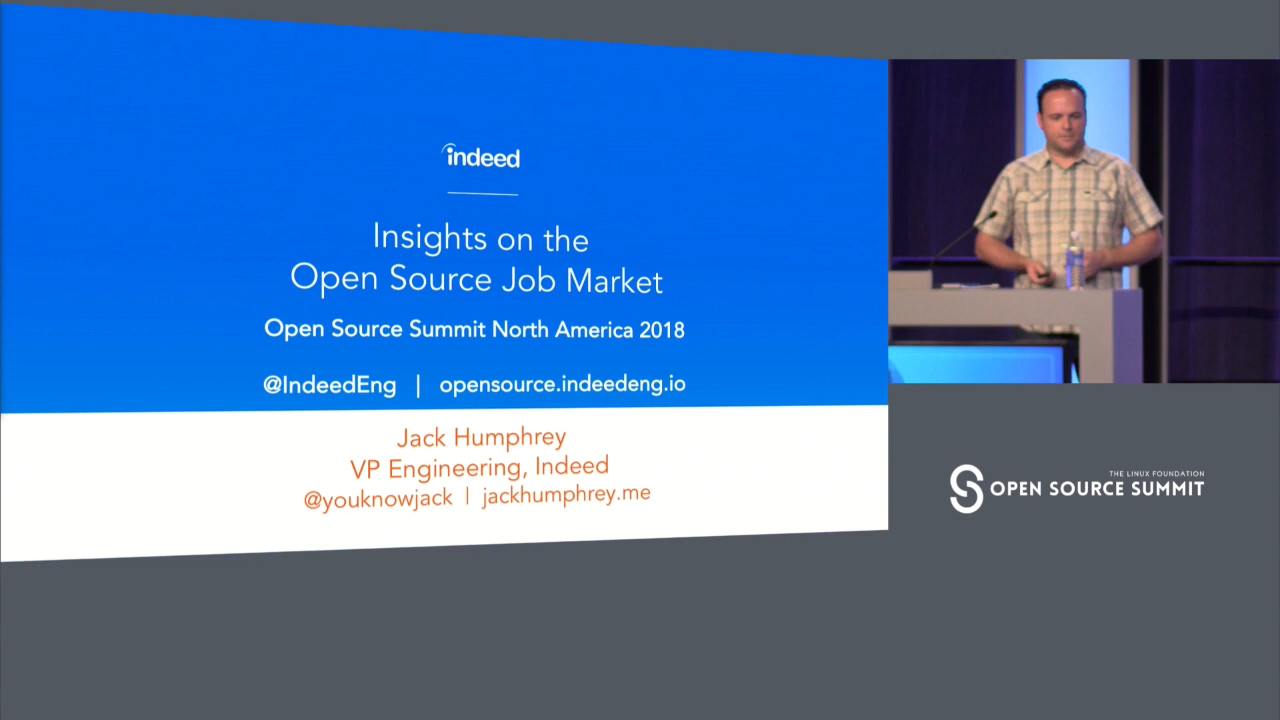 indeed
Insights on the
Open Source Job Market
Open Source Summit North America 2018
@IndeedEng | opensource.indeedeng.io
Jack Humphrey
VP Engineering, Indeed
@youknowjack | jackhumphrey.me
THE LINUX FOUNDATION
OPEN SOURCE SUMMIT